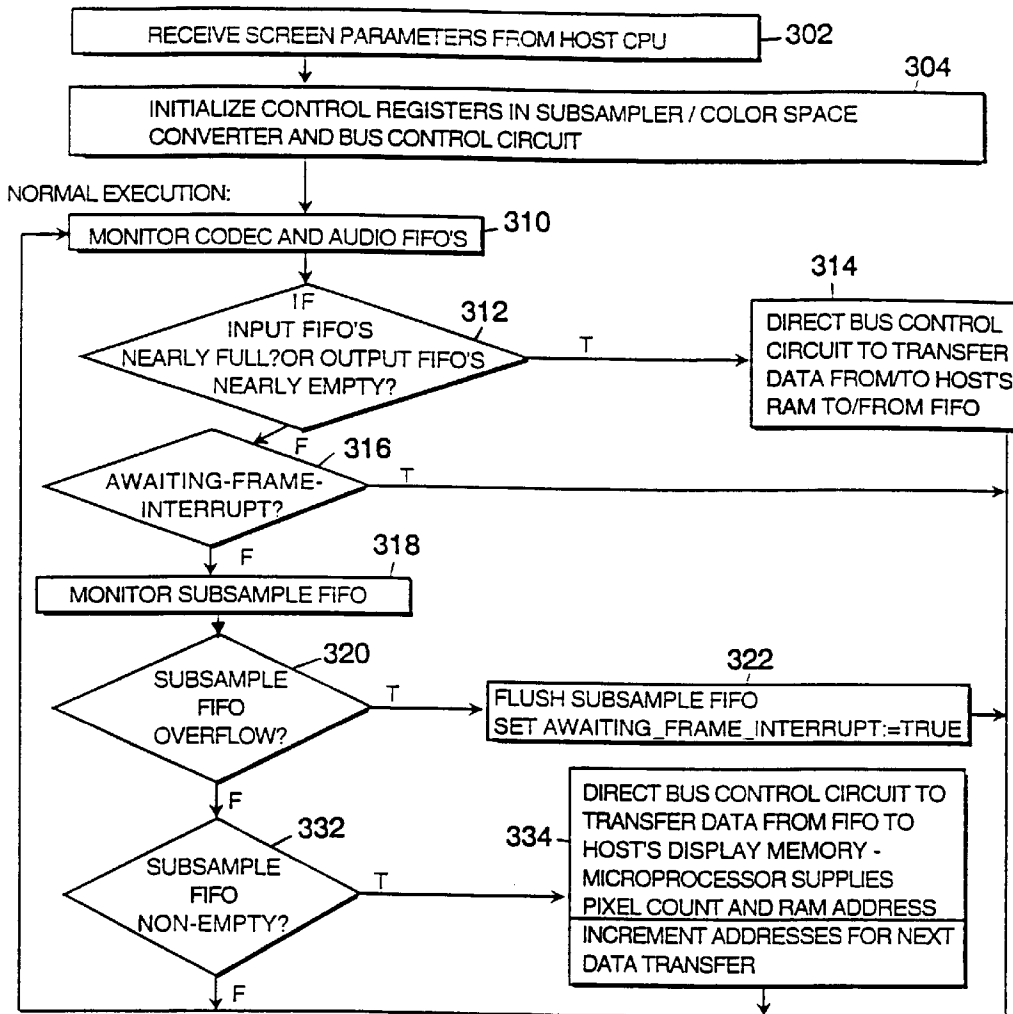 RECEIVE SCREEN PARAMETERS FROM HOST CPU
302
304
INITIALIZE CONTROL REGISTERS IN SUBSAMPLER / COLOR SPACE
CONVERTER AND BUS CONTROL CIRCUIT
NORMAL EXECUTION:
MONITOR CODEC AND AUDIO FIFO'S
310
IF
INPUT FIFO'S
NEARLY FULL?OR OUTPUT FIFO'S
NEARLY EMPTY?
312
T
314
DIRECT BUS CONTROL
CIRCUIT TO TRANSFER
DATA FROM/TO HOST'S
RAM TO/FROM FIFO
F
316
AWAITING-FRAME-
INTERRUPT?
T
F
318
MONITOR SUBSAMPLE FIFO
320
SUBSAMPLE
FIFO
OVERFLOW?
T
322
FLUSH SUBSAMPLE FIFO
SET AWAITING_FRAME_INTERRUPT:=TRUE
F
332
SUBSAMPLE
FIFO
NON-EMPTY?
T
334
DIRECT BUS CONTROL CIRCUIT TO
TRANSFER DATA FROM FIFO TO
HOST'S DISPLAY MEMORY -
MICROPROCESSOR SUPPLIES
PIXEL COUNT AND RAM ADDRESS
INCREMENT ADDRESSES FOR NEXT
DATA TRANSFER
F